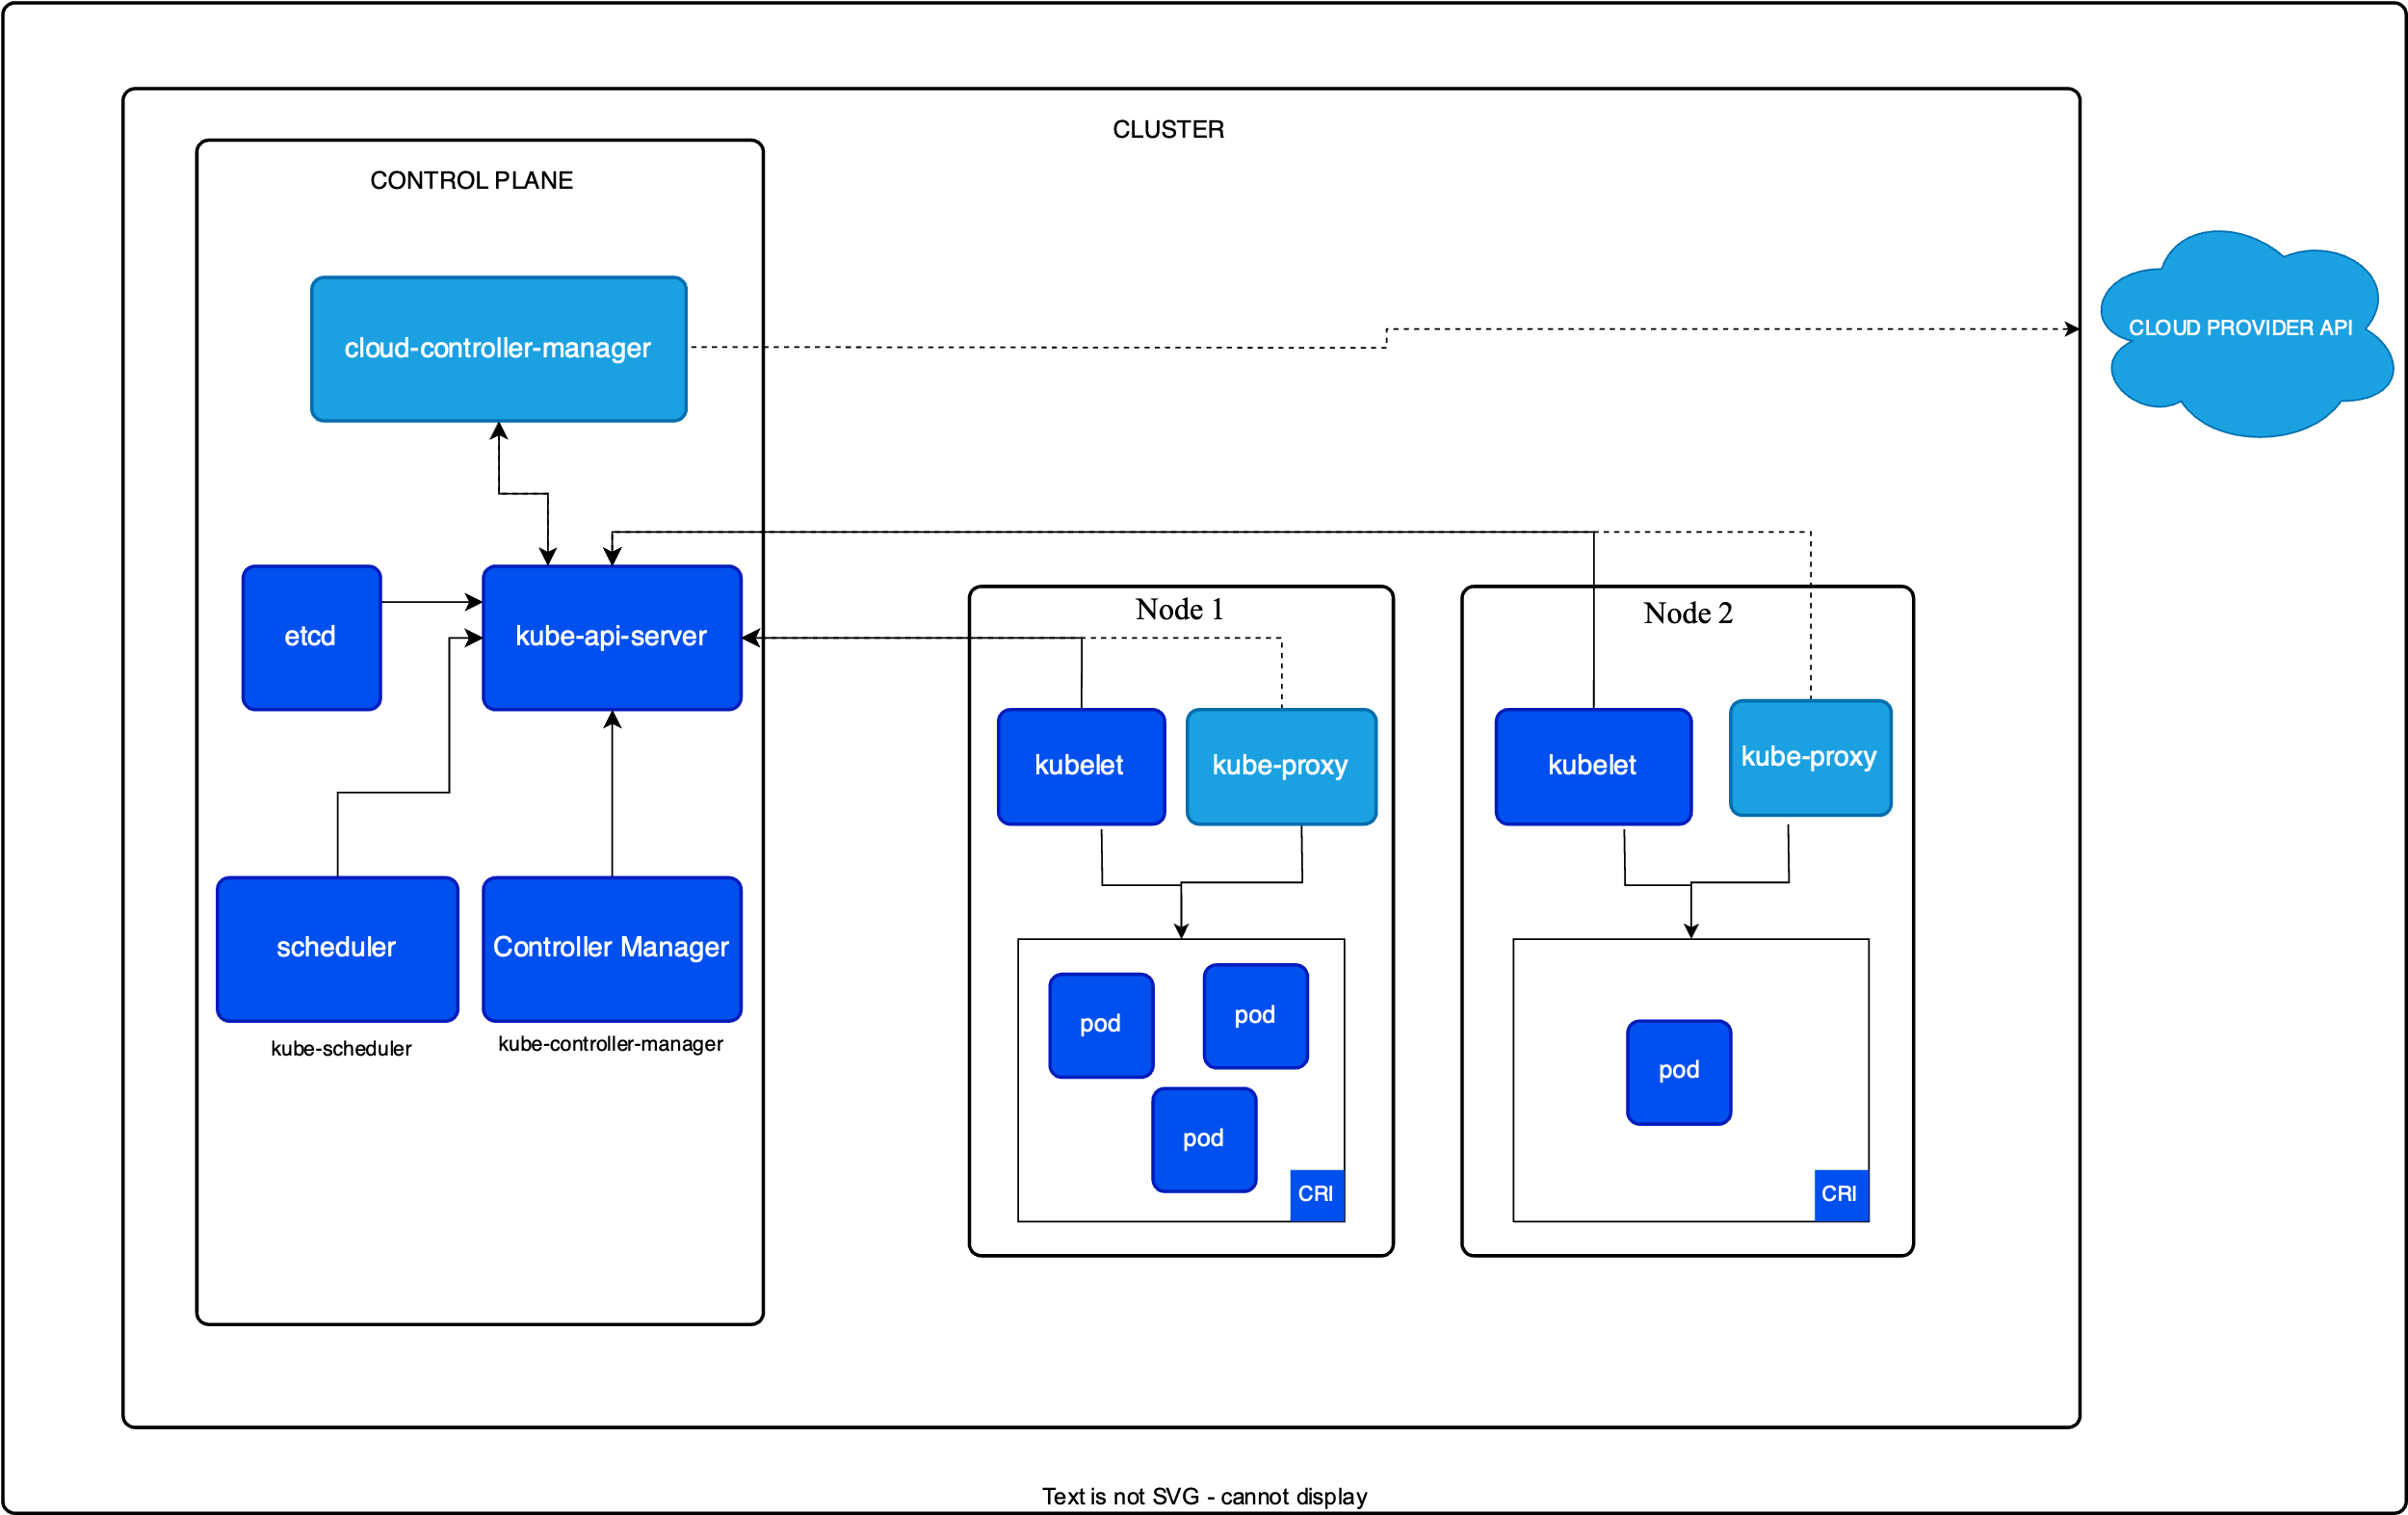 CLUSTER
CONTROL PLANE
cloud-controller-manager
CLOUD PROVIDER API
etcd
kube-api-server
scheduler
Controller Manager
kube-scheduler
kube-controller-manager
Node 1
kubelet
kube-proxy
pod
pod
pod
CRI
Node 2
kubelet
kube-proxy
pod
CRI
Text is not SVG - cannot display